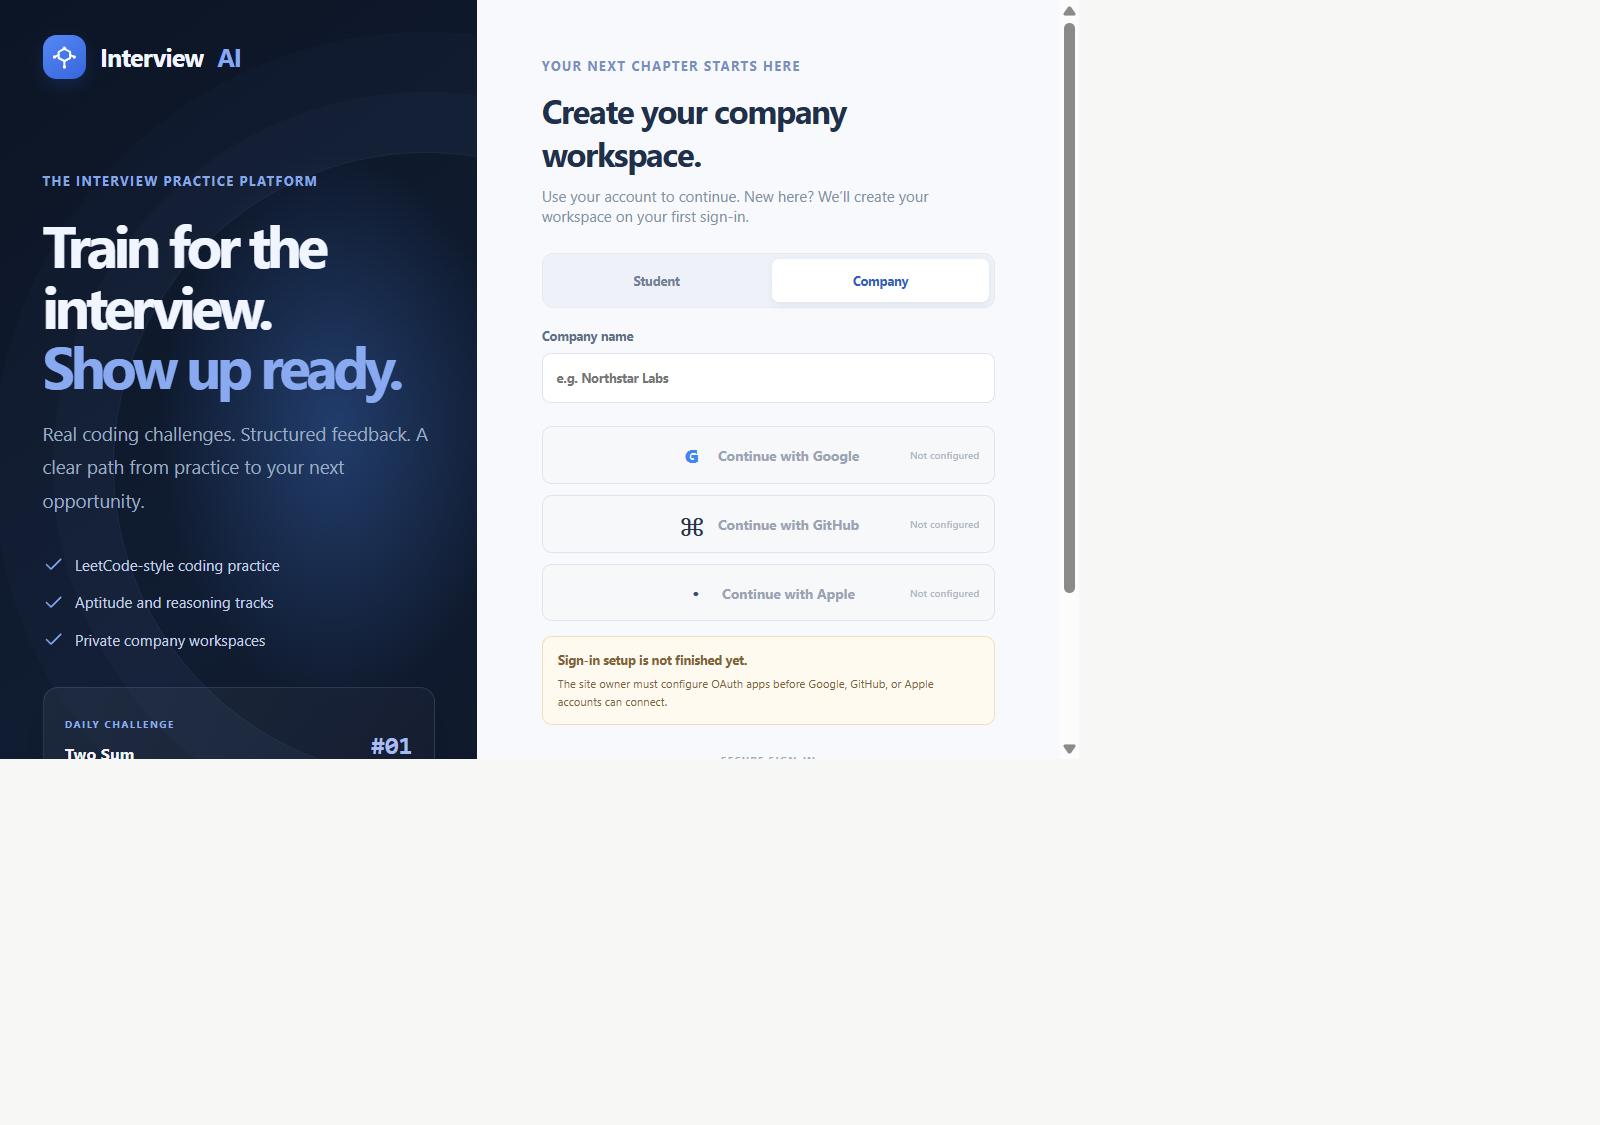 Interview AI
THE INTERVIEW PRACTICE PLATFORM
Train for the
interview.
Show up ready.
Real coding challenges. Structured feedback. A
clear path from practice to your next
opportunity.
LeetCode-style coding practice
Aptitude and reasoning tracks
Private company workspaces
DAILY CHALLENGE
Two Sum
#01
YOUR NEXT CHAPTER STARTS HERE
Create your company
workspace.
Use your account to continue. New here? We'll create your
workspace on your first sign-in.
Student
Company
Company name
e.g. Northstar Labs
G Continue with Google Not configured
⌘ Continue with GitHub Not configured
• Continue with Apple Not configured
Sign-in setup is not finished yet.
The site owner must configure OAuth apps before Google, GitHub, or Apple
accounts can connect.
SECURE SIGN-IN